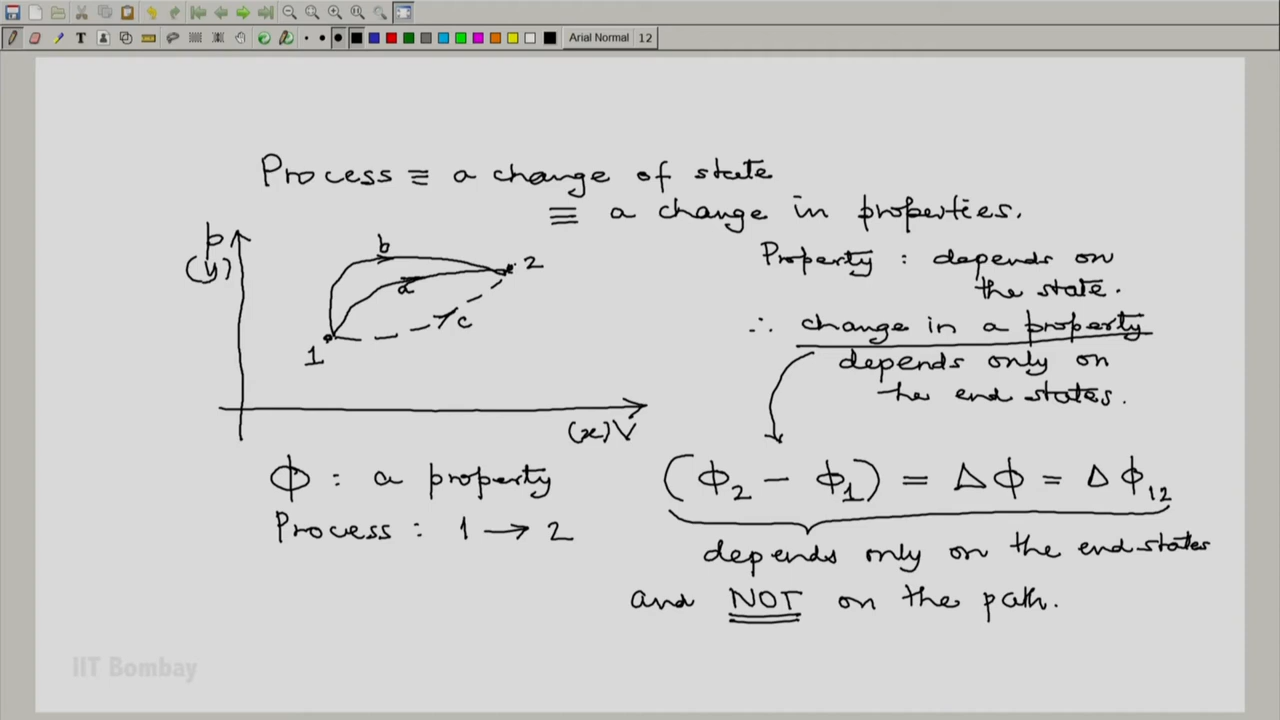 Arial Normal 12
Process ≡ a change of state
≡ a change in properties.
p
(y)
b
a
c
1
2
(x) V
Property : depends on
the state.
∴ change in a property
depends only on
the end states.
Φ : a property
Process : 1 → 2
(Φ₂ − Φ₁) = ΔΦ = ΔΦ₁₂
depends only on the end states
and NOT on the path.
IIT Bombay